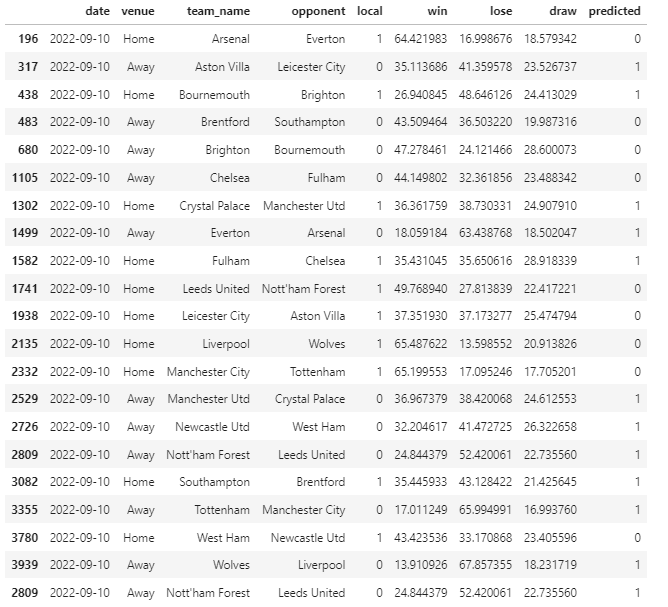 date venue team_name opponent local win lose draw predicted
196 2022-09-10 Home Arsenal Everton 1 64.421983 16.998676 18.579342 0
317 2022-09-10 Away Aston Villa Leicester City 0 35.113686 41.359578 23.526737 1
438 2022-09-10 Home Bournemouth Brighton 1 26.940845 48.646126 24.413029 1
483 2022-09-10 Away Brentford Southampton 0 43.509464 36.503220 19.987316 0
680 2022-09-10 Away Brighton Bournemouth 0 47.278461 24.121466 28.600073 0
1105 2022-09-10 Away Chelsea Fulham 0 44.149802 32.361856 23.488342 0
1302 2022-09-10 Home Crystal Palace Manchester Utd 1 36.361759 38.730331 24.907910 1
1499 2022-09-10 Away Everton Arsenal 0 18.059184 63.438768 18.502047 1
1582 2022-09-10 Home Fulham Chelsea 1 35.431045 35.650616 28.918339 1
1741 2022-09-10 Home Leeds United Nott'ham Forest 1 49.768940 27.813839 22.417221 0
1938 2022-09-10 Home Leicester City Aston Villa 1 37.351930 37.173277 25.474794 0
2135 2022-09-10 Home Liverpool Wolves 1 65.487622 13.598552 20.913826 0
2332 2022-09-10 Home Manchester City Tottenham 1 65.199553 17.095246 17.705201 0
2529 2022-09-10 Away Manchester Utd Crystal Palace 0 36.967379 38.420068 24.612553 1
2726 2022-09-10 Away Newcastle Utd West Ham 0 32.204617 41.472725 26.322658 1
2809 2022-09-10 Away Nott'ham Forest Leeds United 0 24.844379 52.420061 22.735560 1
3082 2022-09-10 Home Southampton Brentford 1 35.445933 43.128422 21.425645 1
3355 2022-09-10 Away Tottenham Manchester City 0 17.011249 65.994991 16.993760 1
3780 2022-09-10 Home West Ham Newcastle Utd 1 43.423536 33.170868 23.405596 0
3939 2022-09-10 Away Wolves Liverpool 0 13.910926 67.857355 18.231719 1
2809 2022-09-10 Away Nott'ham Forest Leeds United 0 24.844379 52.420061 22.735560 1